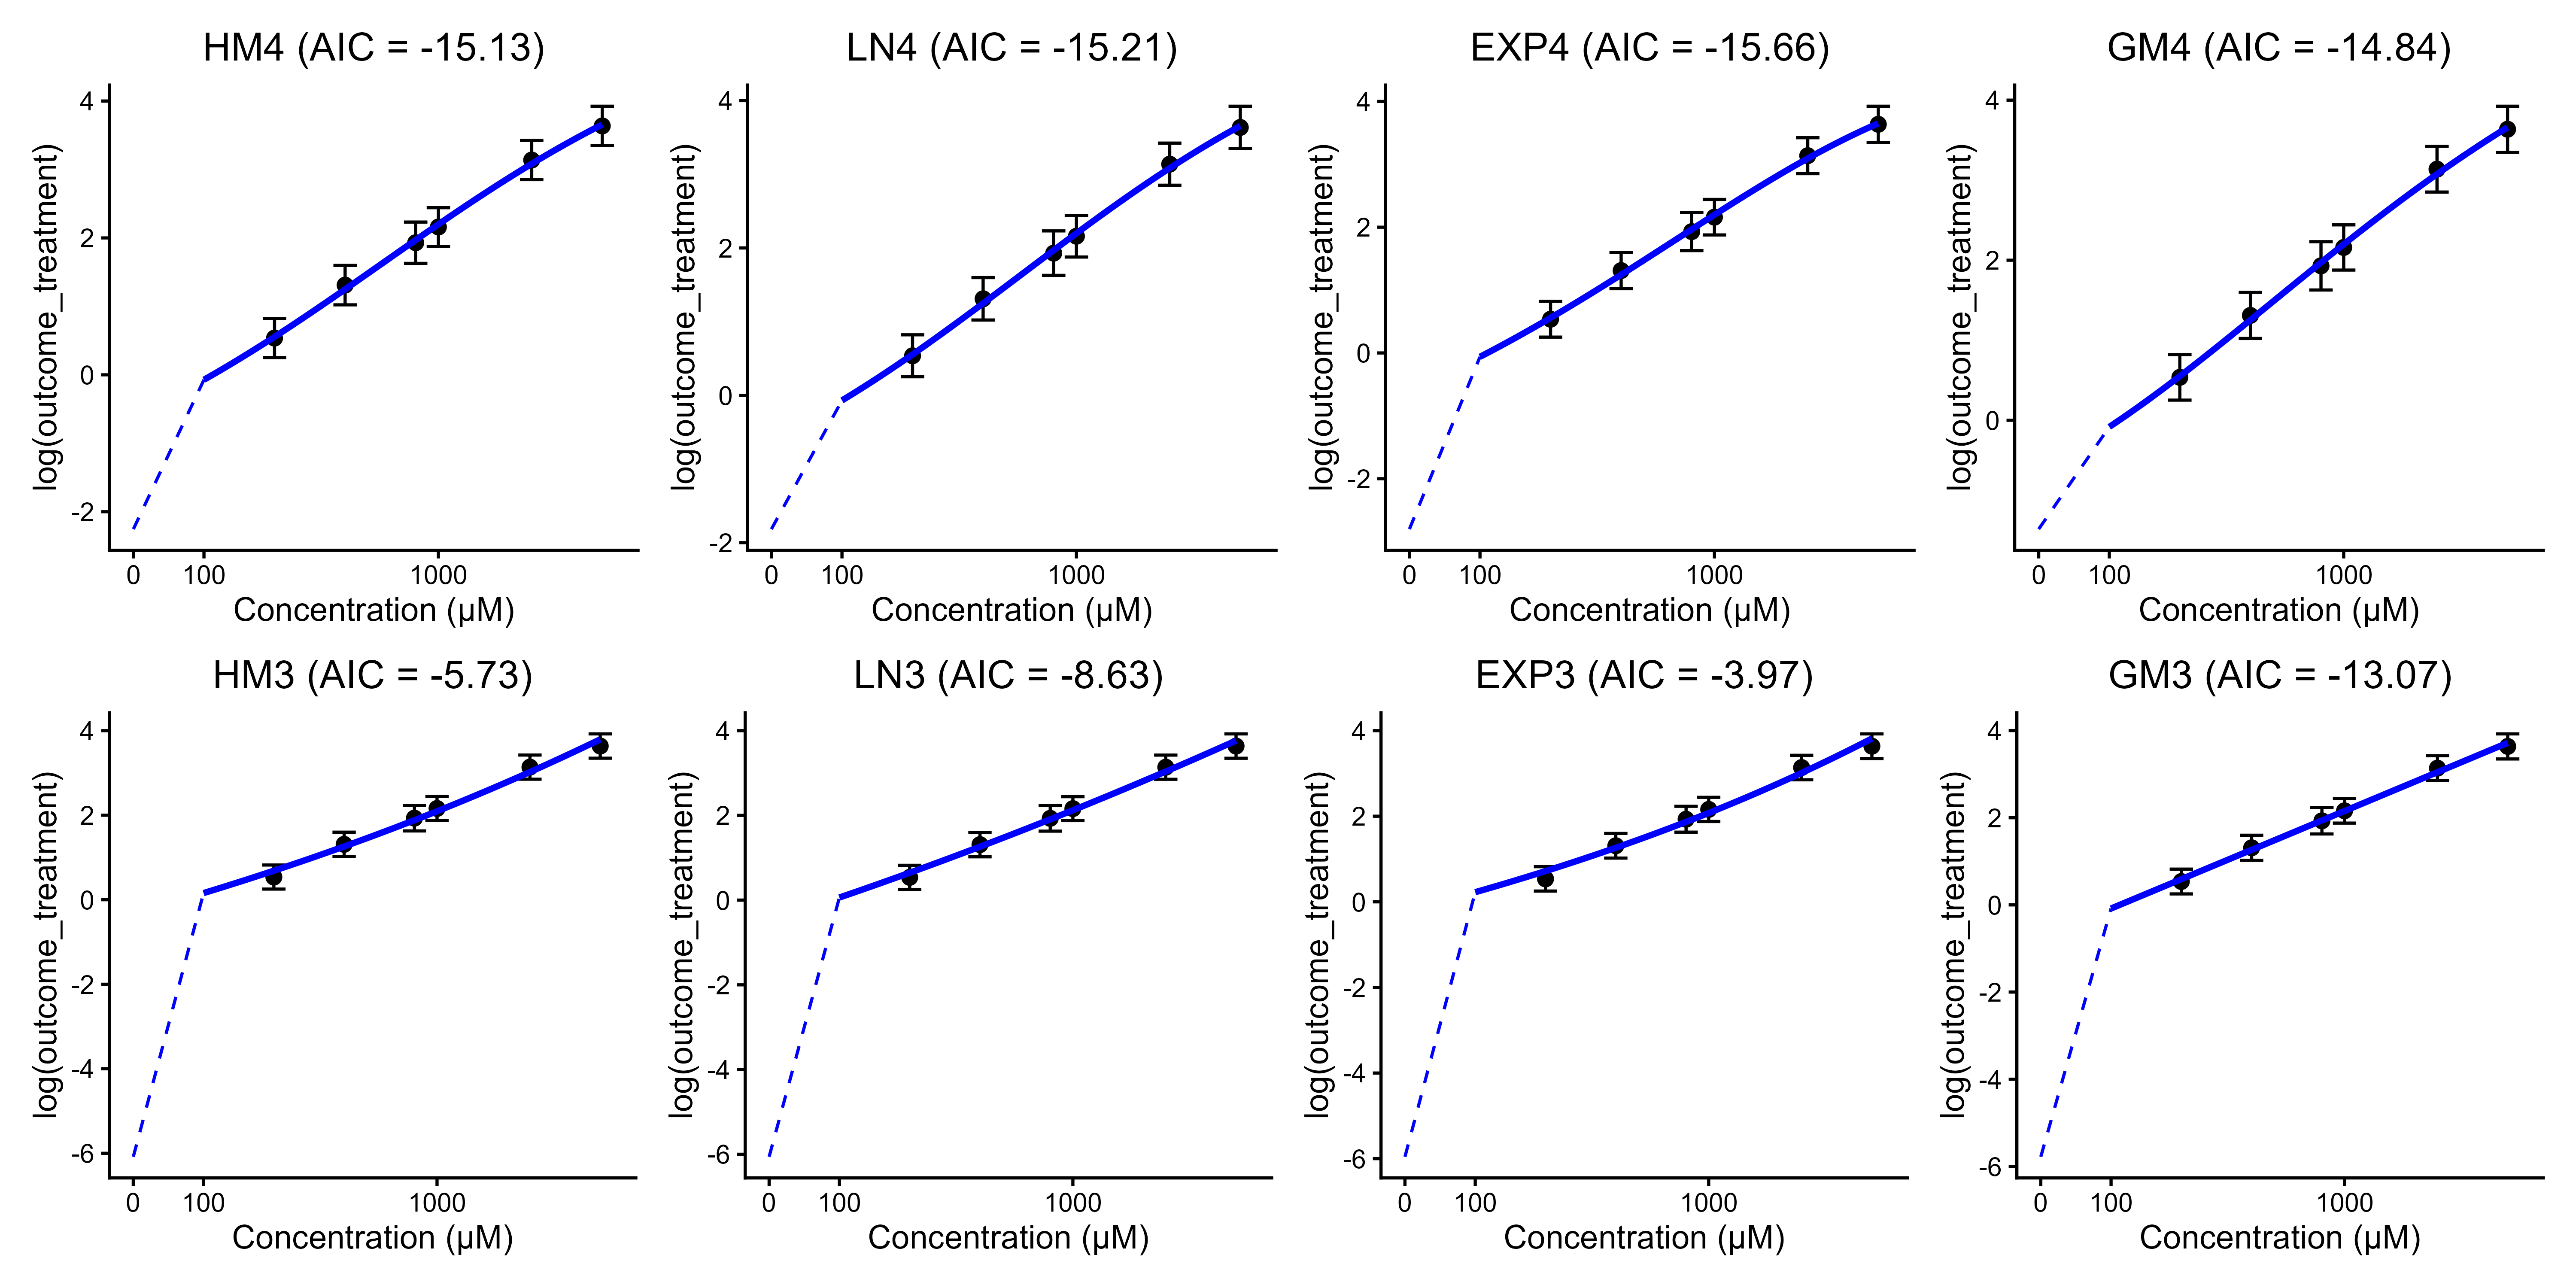 HM4 (AIC = -15.13)
log(outcome_treatment)
4
2
0
-2
0 100 1000
Concentration (µM)
LN4 (AIC = -15.21)
log(outcome_treatment)
4
2
0
-2
0 100 1000
Concentration (µM)
EXP4 (AIC = -15.66)
log(outcome_treatment)
4
2
0
-2
0 100 1000
Concentration (µM)
GM4 (AIC = -14.84)
log(outcome_treatment)
4
2
0
0 100 1000
Concentration (µM)
HM3 (AIC = -5.73)
log(outcome_treatment)
4
2
0
-2
-4
-6
0 100 1000
Concentration (µM)
LN3 (AIC = -8.63)
log(outcome_treatment)
4
2
0
-2
-4
-6
0 100 1000
Concentration (µM)
EXP3 (AIC = -3.97)
log(outcome_treatment)
4
2
0
-2
-4
-6
0 100 1000
Concentration (µM)
GM3 (AIC = -13.07)
log(outcome_treatment)
4
2
0
-2
-4
-6
0 100 1000
Concentration (µM)